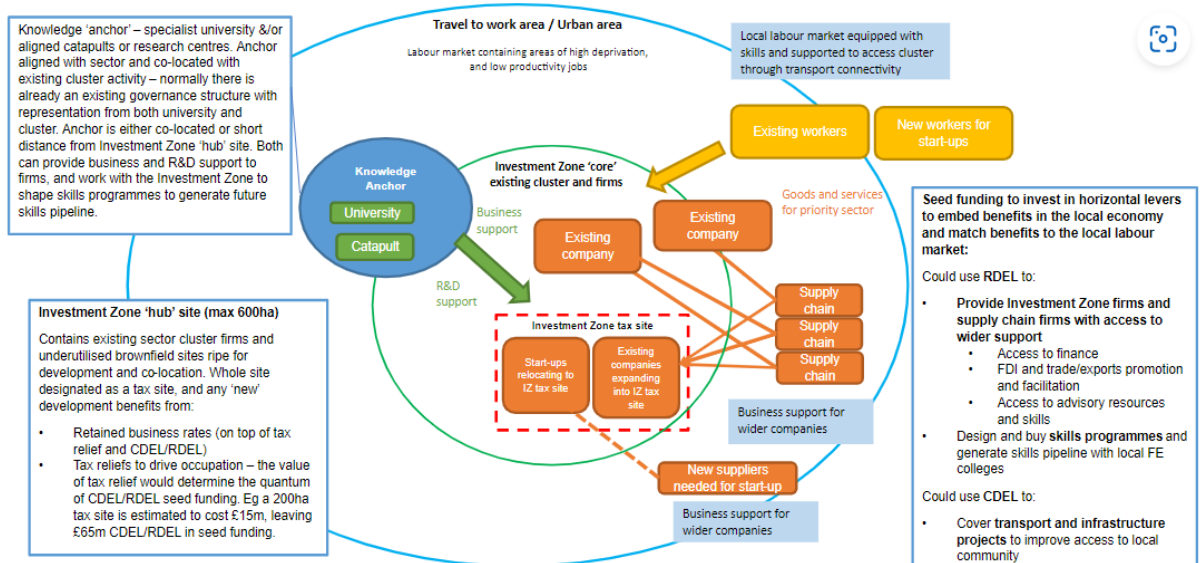 Knowledge ‘anchor’ – specialist university &/or
aligned catapults or research centres. Anchor
aligned with sector and co-located with
existing cluster activity – normally there is
already an existing governance structure with
representation from both university and
cluster. Anchor is either co-located or short
distance from Investment Zone ‘hub’ site. Both
can provide business and R&D support to
firms, and work with the Investment Zone to
shape skills programmes to generate future
skills pipeline.
Travel to work area / Urban area
Labour market containing areas of high deprivation,
and low productivity jobs
Local labour market equipped with
skills and supported to access cluster
through transport connectivity
Existing workers
New workers for
start-ups
Knowledge
Anchor
University
Catapult
Investment Zone ‘core’
existing cluster and firms
Business
support
R&D
support
Goods and services
for priority sector
Existing
company
Existing
company
Supply
chain
Supply
chain
Supply
chain
Investment Zone tax site
Start-ups
relocating to
IZ tax site
Existing
companies
expanding
into IZ tax
site
Business support for
wider companies
New suppliers
needed for start-up
Business support for
wider companies
Investment Zone ‘hub’ site (max 600ha)
Contains existing sector cluster firms and
underutilised brownfield sites ripe for
development and co-location. Whole site
designated as a tax site, and any ‘new’
development benefits from:
• Retained business rates (on top of tax
relief and CDEL/RDEL)
• Tax reliefs to drive occupation – the value
of tax relief would determine the quantum
of CDEL/RDEL seed funding. Eg a 200ha
tax site is estimated to cost £15m, leaving
£65m CDEL/RDEL in seed funding.
Seed funding to invest in horizontal levers
to embed benefits in the local economy
and match benefits to the local labour
market:
Could use RDEL to:
• Provide Investment Zone firms and
supply chain firms with access to
wider support
• Access to finance
• FDI and trade/exports promotion
and facilitation
• Access to advisory resources
and skills
• Design and buy skills programmes and
generate skills pipeline with local FE
colleges
Could use CDEL to:
• Cover transport and infrastructure
projects to improve access to local
community